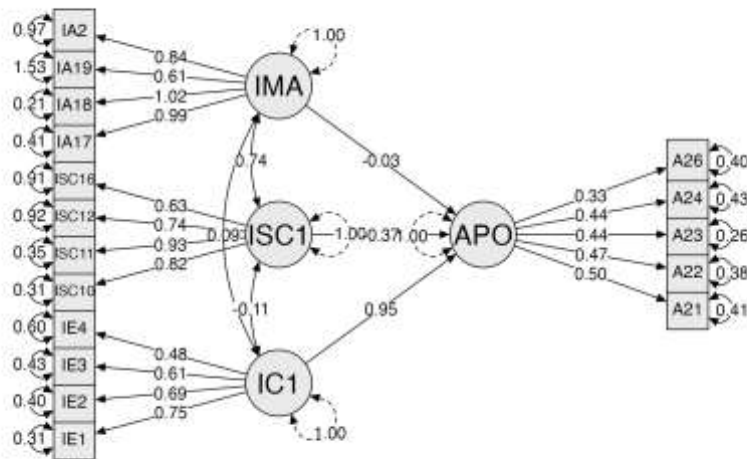 0.97 IA2
1.53 IA19
0.21 IA18
0.41 IA17
0.91 ISC16
0.92 ISC12
0.35 ISC11
0.31 ISC10
0.60 IE4
0.43 IE3
0.40 IE2
0.31 IE1
0.84
0.61
1.02
0.99
0.63
0.74
0.93
0.82
0.48
0.61
0.69
0.75
IMA
1.00
0.74
0.09
ISC1
1.00
-0.11
IC1
1.00
-0.03
-0.37
0.95
1.00
APO
0.33
0.44
0.44
0.47
0.50
A26 0.40
A24 0.43
A23 0.26
A22 0.38
A21 0.41